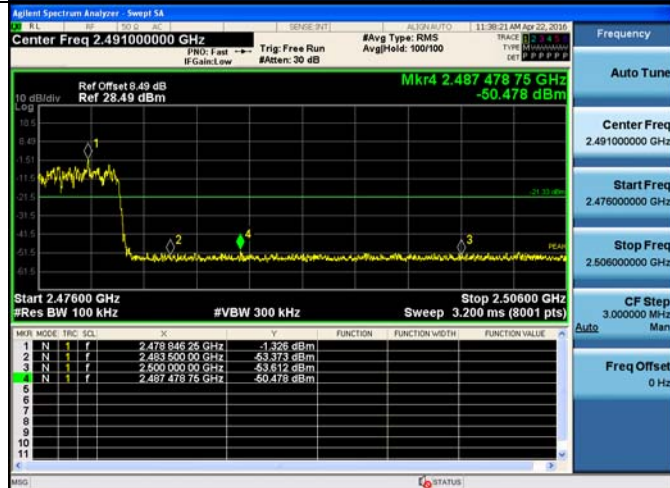 Agilent Spectrum Analyzer - Swept SA
RL RF 50 Ω AC SENSE:INT ALIGN AUTO 11:38:21 AM Apr 22, 2016
Center Freq 2.491000000 GHz
PNO: Fast
IFGain:Low
Trig: Free Run
#Atten: 30 dB
#Avg Type: RMS
Avg|Hold: 100/100
TRACE 1 2 3 4 5 6
TYPE
DET P P P P P P
Mkr4 2.487 478 75 GHz
-50.478 dBm
Ref Offset 8.49 dB
10 dB/div Ref 28.49 dBm
Log
-1.51
-11.5
-21.5
-21.33 dBm
-31.5
-41.5
-51.5
-61.5
1
2
4
3
PEAK
Start 2.47600 GHz Stop 2.50600 GHz
#Res BW 100 kHz #VBW 300 kHz Sweep 3.200 ms (8001 pts)
MKR MODE TRC SCL X Y FUNCTION FUNCTION WIDTH FUNCTION VALUE
1 N 1 f 2.478 846 25 GHz -1.326 dBm
2 N 1 f 2.483 500 00 GHz -53.373 dBm
3 N 1 f 2.500 000 00 GHz -53.612 dBm
4 N 1 f 2.487 478 75 GHz -50.478 dBm
5
6
7
8
9
10
11
MSG STATUS
Frequency
Auto Tune
Center Freq
2.491000000 GHz
Start Freq
2.476000000 GHz
Stop Freq
2.506000000 GHz
CF Step
3.000000 MHz
Auto Man
Freq Offset
0 Hz